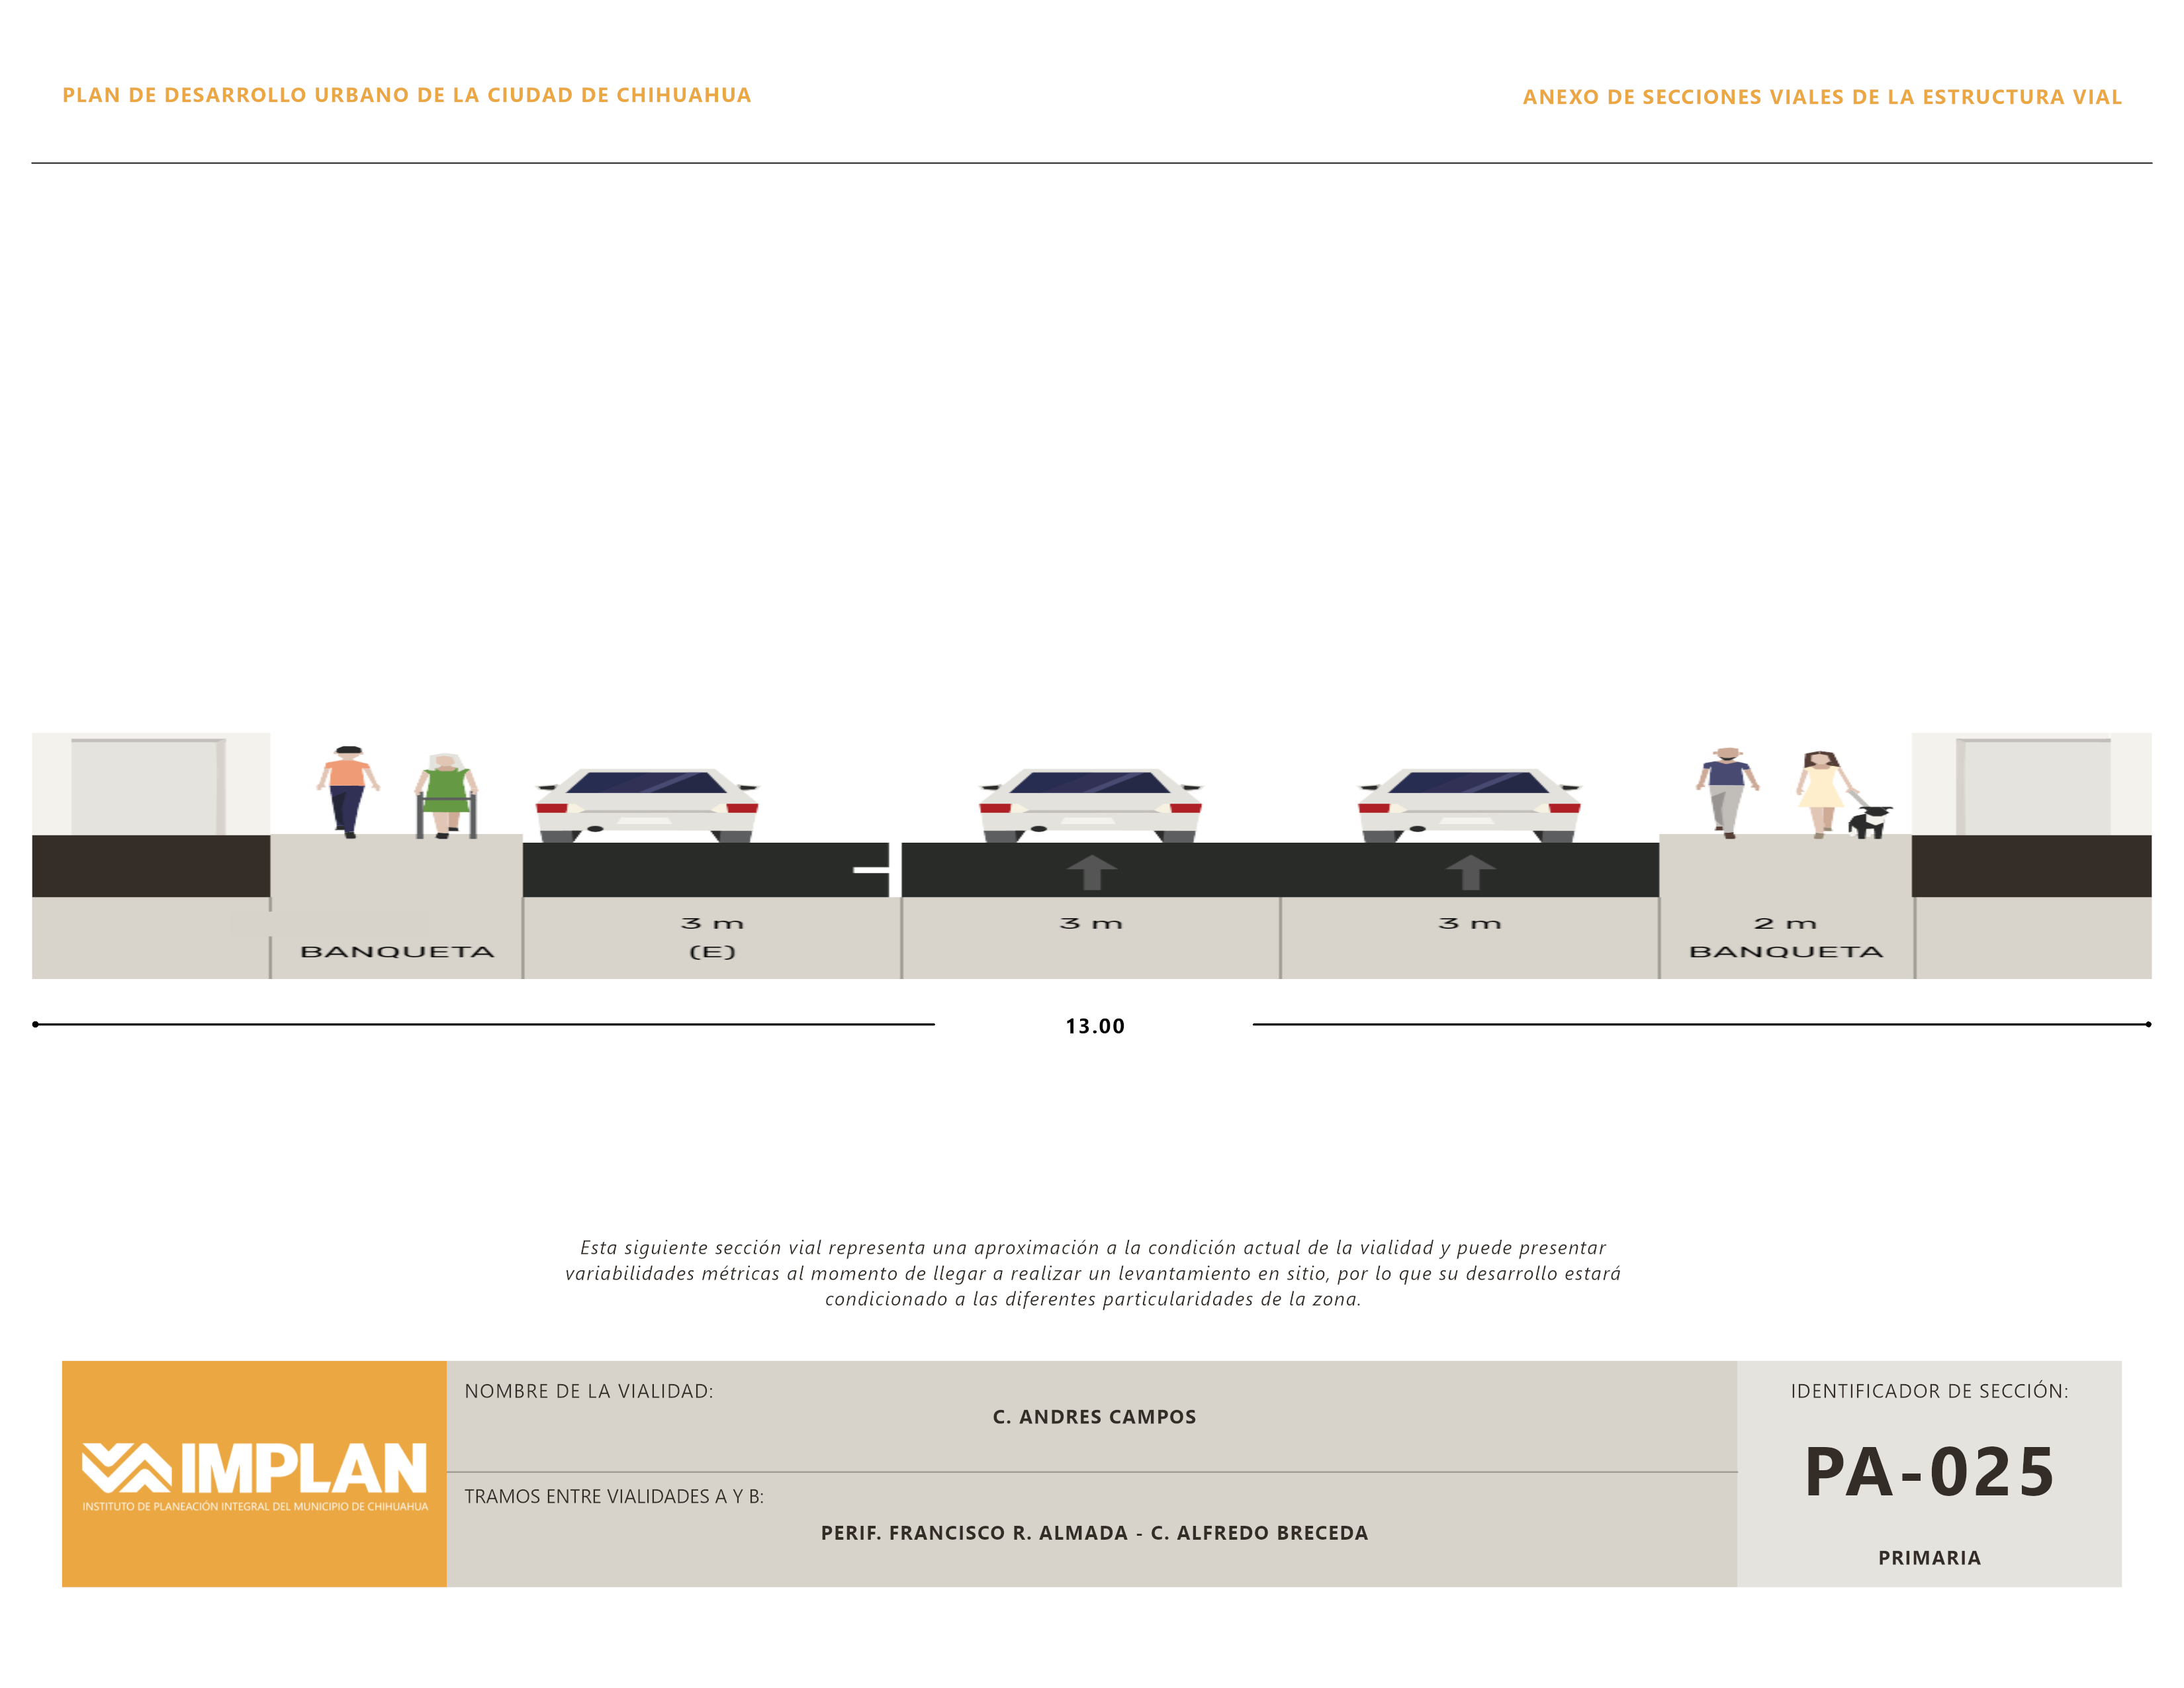 PLAN DE DESARROLLO URBANO DE LA CIUDAD DE CHIHUAHUA
ANEXO DE SECCIONES VIALES DE LA ESTRUCTURA VIAL
3 m
3 m
3 m
2 m
BANQUETA
(E)
BANQUETA
13.00
Esta siguiente sección vial representa una aproximación a la condición actual de la vialidad y puede presentar
variabilidades métricas al momento de llegar a realizar un levantamiento en sitio, por lo que su desarrollo estará
condicionado a las diferentes particularidades de la zona.
NOMBRE DE LA VIALIDAD:
C. ANDRES CAMPOS
TRAMOS ENTRE VIALIDADES A Y B:
PERIF. FRANCISCO R. ALMADA - C. ALFREDO BRECEDA
IDENTIFICADOR DE SECCIÓN:
PA-025
PRIMARIA
IMPLAN
INSTITUTO DE PLANEACIÓN INTEGRAL DEL MUNICIPIO DE CHIHUAHUA